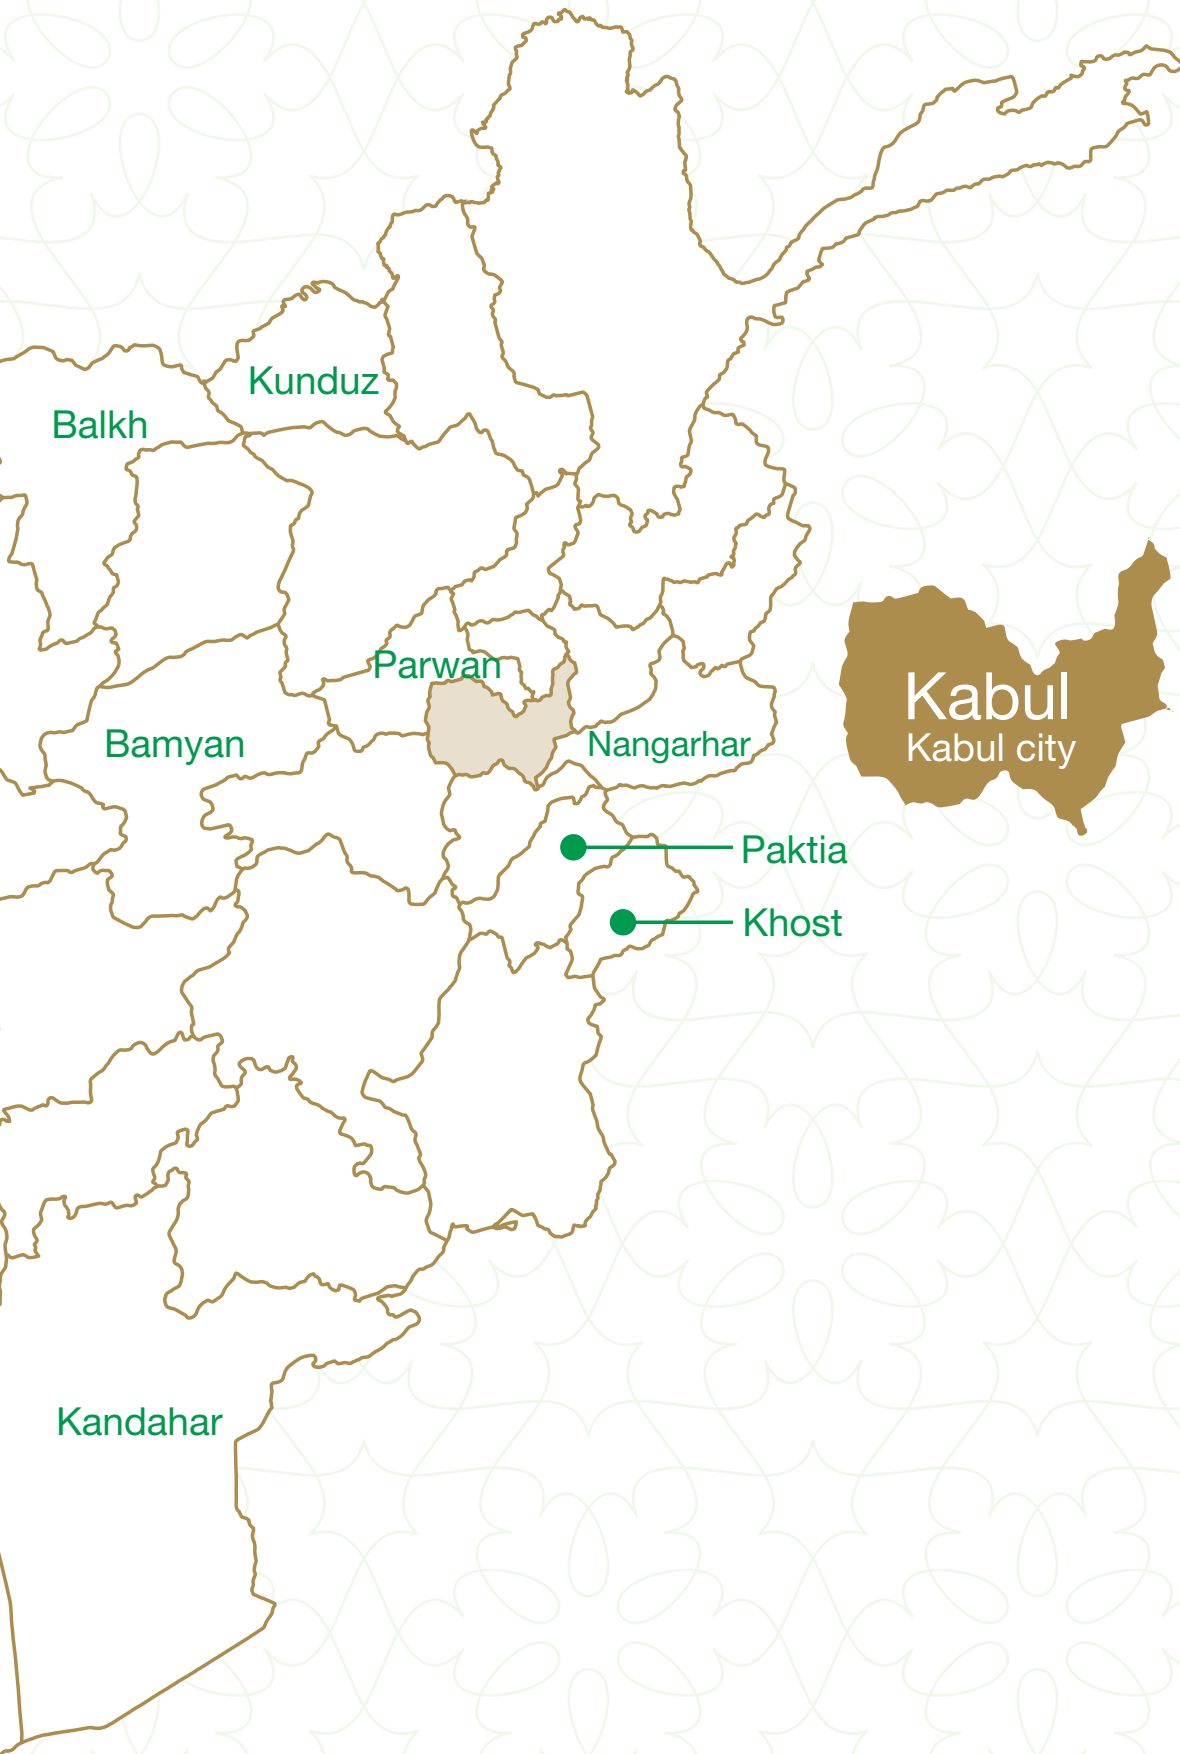 Kunduz
Balkh
Parwan
Kabul
Kabul city
Bamyan
Nangarhar
Paktia
Khost
Kandahar